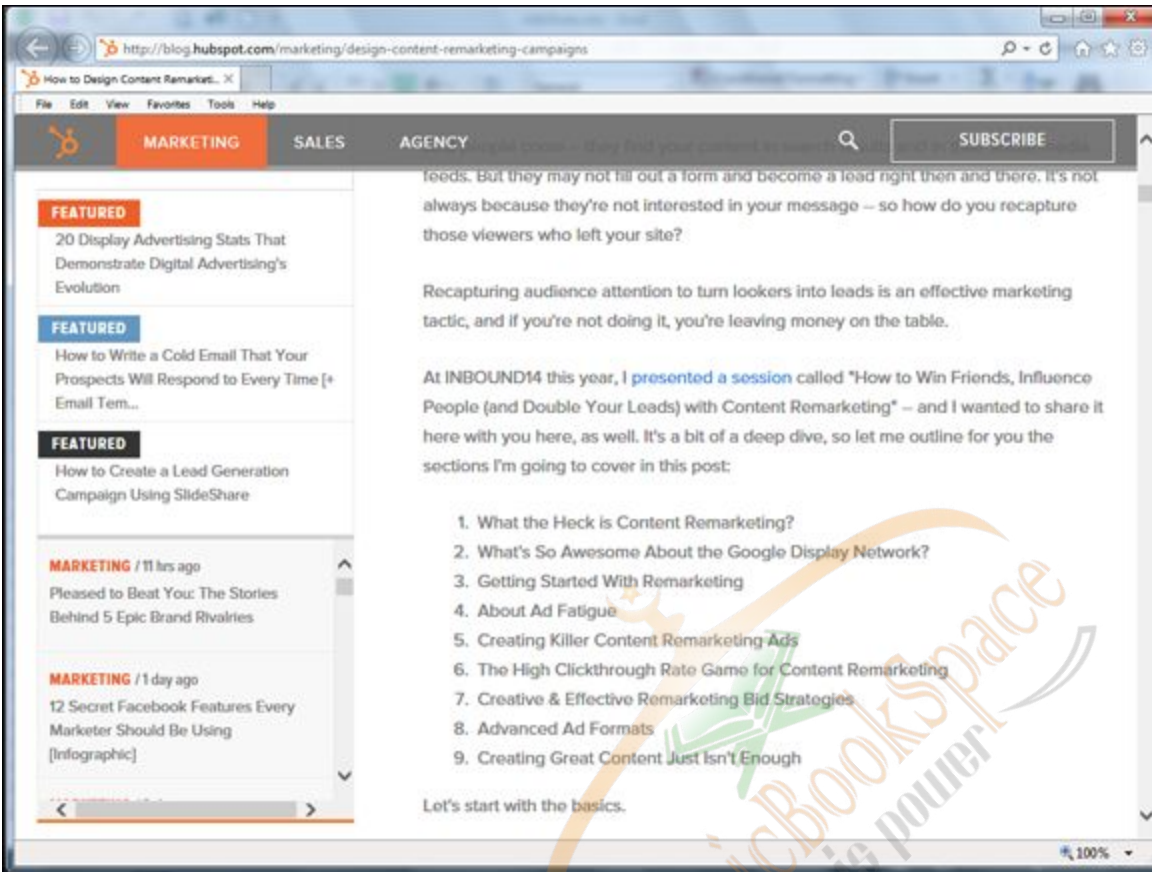 http://blog.hubspot.com/marketing/design-content-remarketing-campaigns
How to Design Content Remarketi...
File Edit View Favorites Tools Help
MARKETING SALES AGENCY SUBSCRIBE
FEATURED
20 Display Advertising Stats That
Demonstrate Digital Advertising's
Evolution
FEATURED
How to Write a Cold Email That Your
Prospects Will Respond to Every Time [+
Email Tem...
FEATURED
How to Create a Lead Generation
Campaign Using SlideShare
MARKETING / 11 hrs ago
Pleased to Beat You: The Stories
Behind 5 Epic Brand Rivalries
MARKETING / 1 day ago
12 Secret Facebook Features Every
Marketer Should Be Using
[Infographic]
feeds. But they may not fill out a form and become a lead right then and there. It's not
always because they're not interested in your message – so how do you recapture
those viewers who left your site?
Recapturing audience attention to turn lookers into leads is an effective marketing
tactic, and if you're not doing it, you're leaving money on the table.
At INBOUND14 this year, I presented a session called "How to Win Friends, Influence
People (and Double Your Leads) with Content Remarketing" – and I wanted to share it
here with you here, as well. It's a bit of a deep dive, so let me outline for you the
sections I'm going to cover in this post:
1. What the Heck is Content Remarketing?
2. What's So Awesome About the Google Display Network?
3. Getting Started With Remarketing
4. About Ad Fatigue
5. Creating Killer Content Remarketing Ads
6. The High Clickthrough Rate Game for Content Remarketing
7. Creative & Effective Remarketing Bid Strategies
8. Advanced Ad Formats
9. Creating Great Content Just Isn't Enough
Let's start with the basics.
100%
icBookSpace
is power